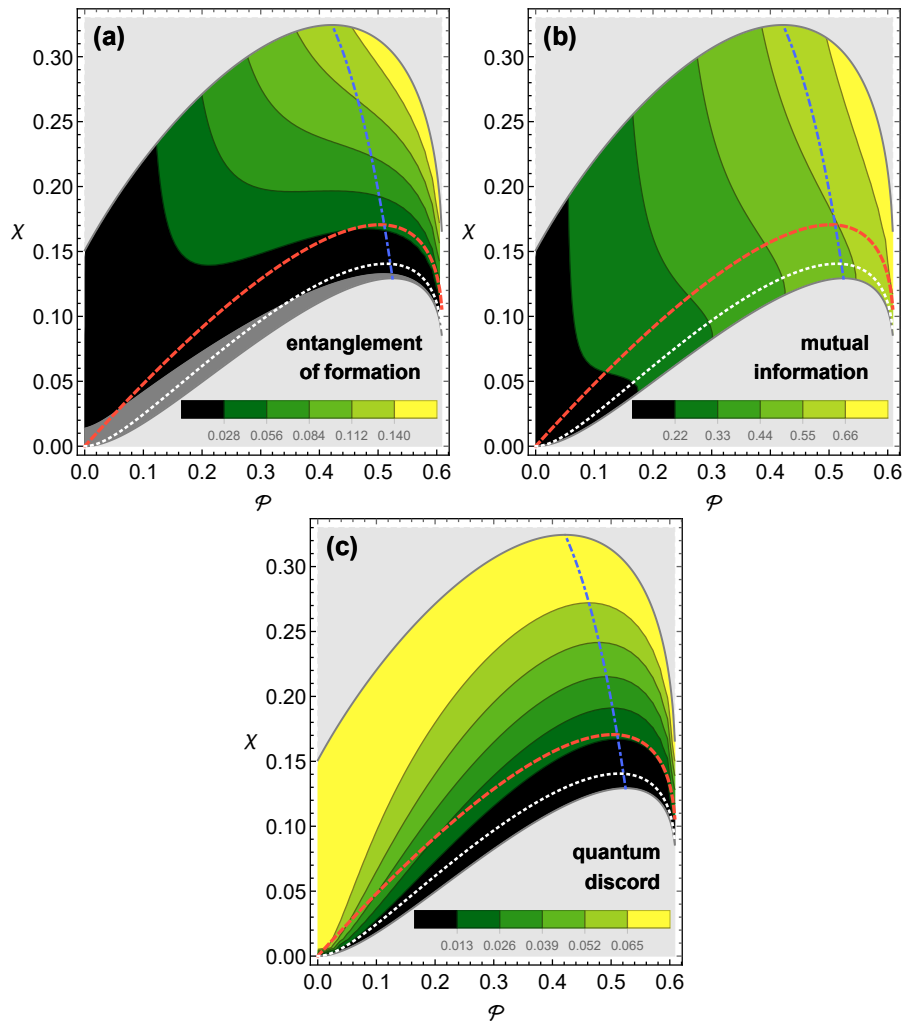 (a)
0.30
0.25
0.20
χ
0.15
0.10
0.05
0.00
entanglement
of formation
0.028 0.056 0.084 0.112 0.140
0.0 0.1 0.2 0.3 0.4 0.5 0.6
𝒫
(b)
0.30
0.25
0.20
χ
0.15
0.10
0.05
0.00
mutual
information
0.22 0.33 0.44 0.55 0.66
0.0 0.1 0.2 0.3 0.4 0.5 0.6
𝒫
(c)
0.30
0.25
0.20
χ
0.15
0.10
0.05
0.00
quantum
discord
0.013 0.026 0.039 0.052 0.065
0.0 0.1 0.2 0.3 0.4 0.5 0.6
𝒫